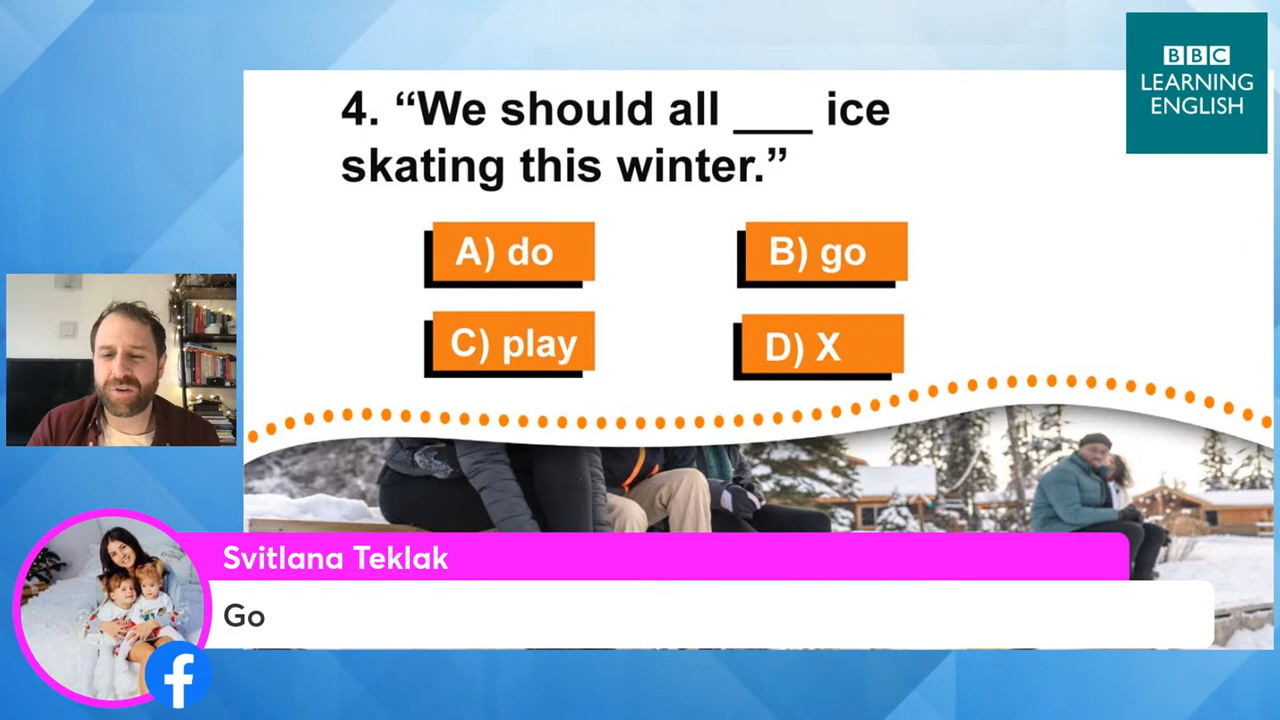 BBC
LEARNING
ENGLISH
4. “We should all ___ ice
skating this winter.”
A) do
B) go
C) play
D) X
Svitlana Teklak
Go
f